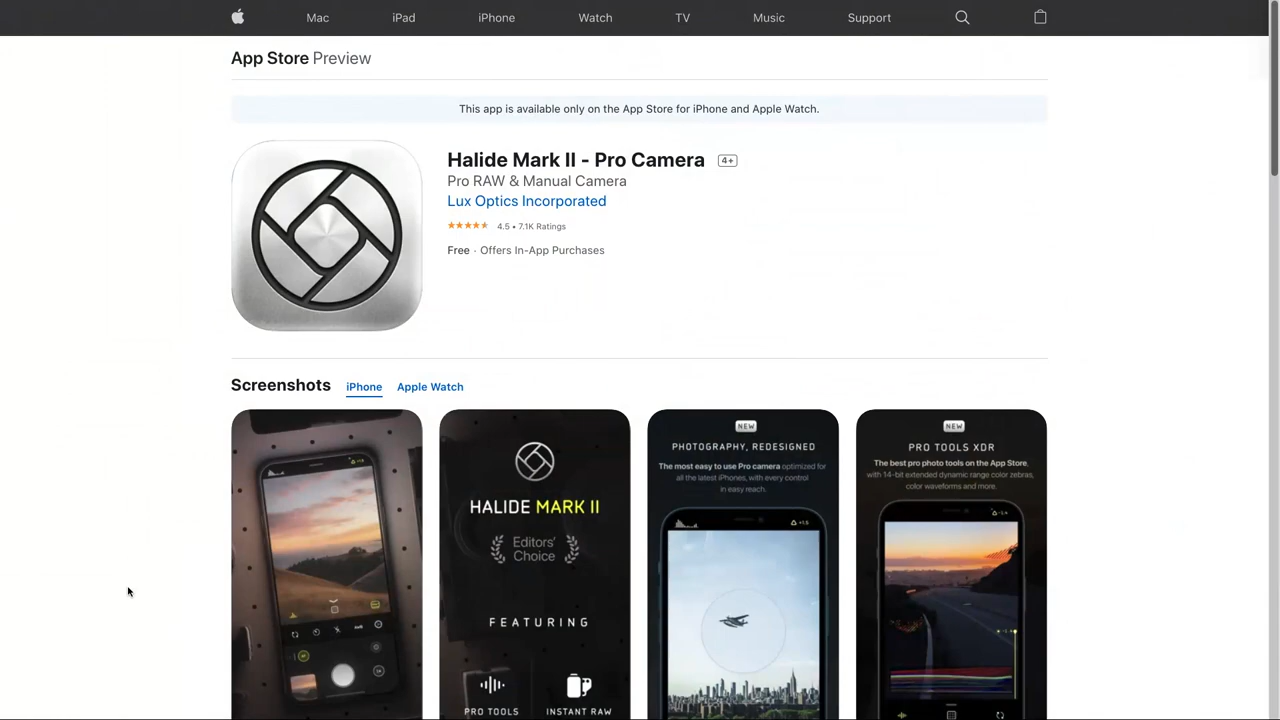 Mac iPad iPhone Watch TV Music Support
App Store Preview
This app is available only on the App Store for iPhone and Apple Watch.
Halide Mark II - Pro Camera 4+
Pro RAW & Manual Camera
Lux Optics Incorporated
4.5 • 7.1K Ratings
Free · Offers In-App Purchases
Screenshots iPhone Apple Watch
HALIDE MARK II
Editors'
Choice
FEATURING
PRO TOOLS INSTANT RAW
NEW
PHOTOGRAPHY, REDESIGNED
The most easy to use Pro camera optimized for
all the latest iPhones, with every control
in easy reach.
+1.5
NEW
PRO TOOLS XDR
The best pro photo tools on the App Store.
with 14-bit extended dynamic range color zebras,
color waveforms and more.